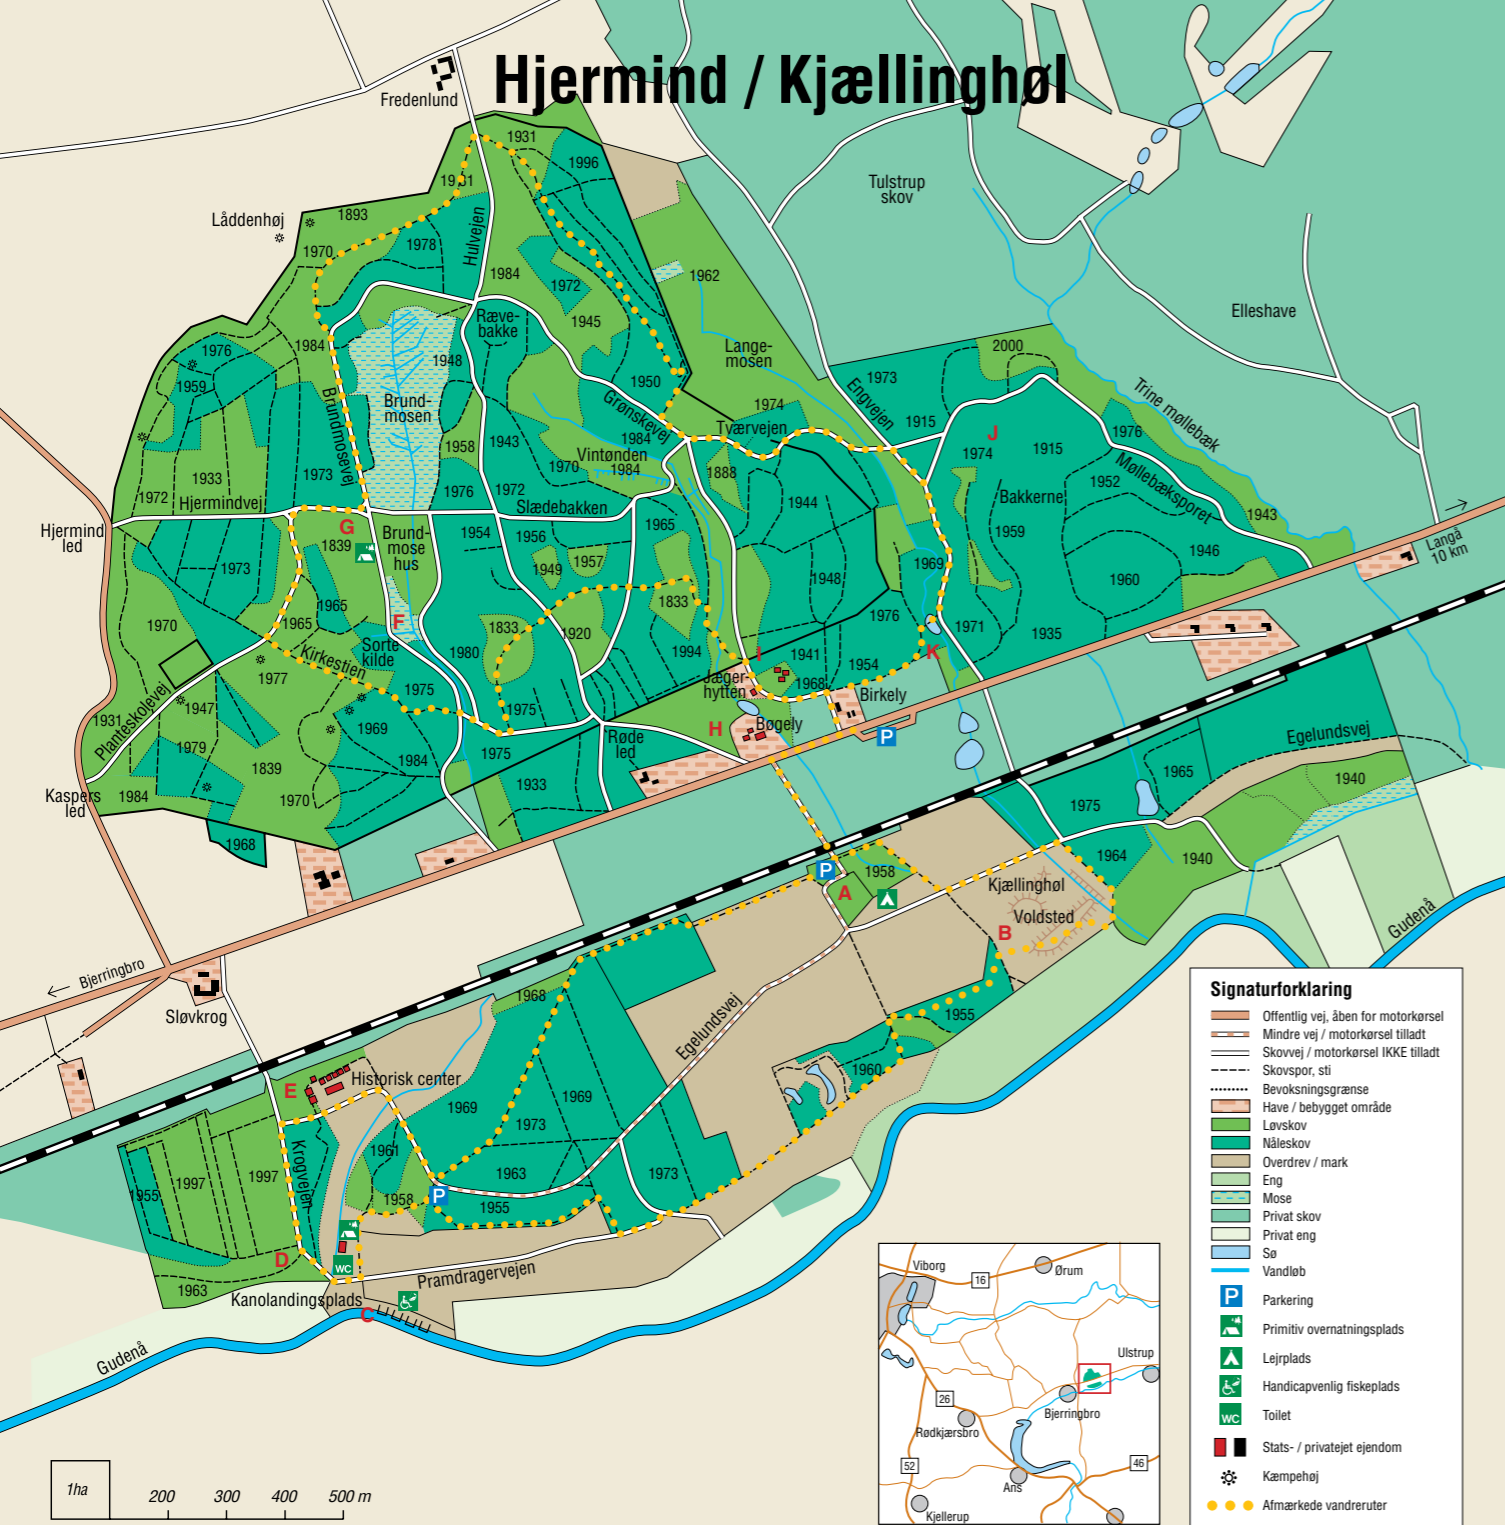 Hjermind / Kjællinghøl
Fredenlund
1931
1996
1931
Tulstrup
skov
Låddenhøj
1893
1970
1978
Hulvejen
1984
1972
1962
1945
Ræve-
bakke
Elleshave
1976
1984
1948
Lange-
mosen
2000
1959
1950
1973
Engvejen
Trine møllebæk
Brundmosevej
Brund-
mosen
Grønskevej
1974
1915
Tværvejen
J
1976
1958
1943
1984
Vintønden
1984
1970
1974
1915
1933
1973
1888
Møllebæksporet
1952
1972
Hjermindvej
1976
1972
Slædebakken
1944
Bakkerne
1943
Hjermind
led
G
1839
Brund-
mose
hus
1954
1956
1965
1959
1946
Langå
10 km
1973
1949
1957
1948
1969
1960
1965
F
1833
1833
1920
1976
1970
1965
Sorte
kilde
1971
1935
Kirkestien
1980
1994
I
1941
1954
K
1977
1975
1975
Jæger-
hytten
1968
Birkely
1931
1947
Planteskolevej
1969
H
Bøgely
P
Røde
led
Egelundsvej
1979
1839
1984
1975
1965
1940
Kaspers
led
1984
1970
1933
1975
1968
1964
1940
P
A
1958
Kjællinghøl
Voldsted
B
Gudenå
Bjerringbro
Sløvkrog
1968
Egelundsvej
1955
Historisk center
E
1969
1969
1960
1973
1961
Krogvejen
1955
1997
1997
1963
1973
1958
P
1955
D
WC
Pramdragervejen
1963
Kanolandingsplads
C
Gudenå
Signaturforklaring
Offentlig vej, åben for motorkørsel
Mindre vej / motorkørsel tilladt
Skovvej / motorkørsel IKKE tilladt
Skovspor, sti
Bevoksningsgrænse
Have / bebygget område
Løvskov
Nåleskov
Overdrev / mark
Eng
Mose
Privat skov
Privat eng
Sø
Vandløb
P Parkering
Primitiv overnatningsplads
Lejrplads
Handicapvenlig fiskeplads
WC Toilet
Stats- / privatejet ejendom
Kæmpehøj
Afmærkede vandreruter
Viborg
16
Ørum
Ulstrup
26
Bjerringbro
Rødkjærsbro
52
46
Ans
Kjellerup
1ha
200 300 400 500 m